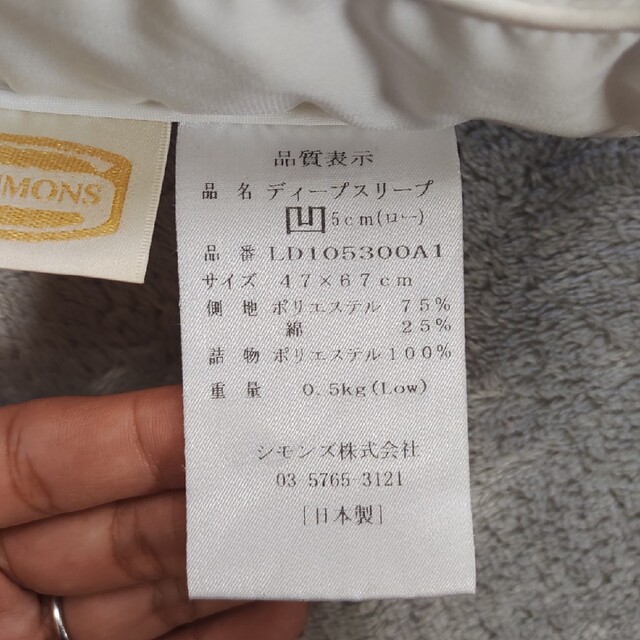 MONS
品質表示
品 名 ディープスリープ
凹 5cm(ロー)
品 番 LD105300A1
サイズ 47×67cm
側 地 ポリエステル 75%
綿 25%
詰 物 ポリエステル100%
重 量 0.5kg(Low)
シモンズ株式会社
03-5765-3121
[日本製]